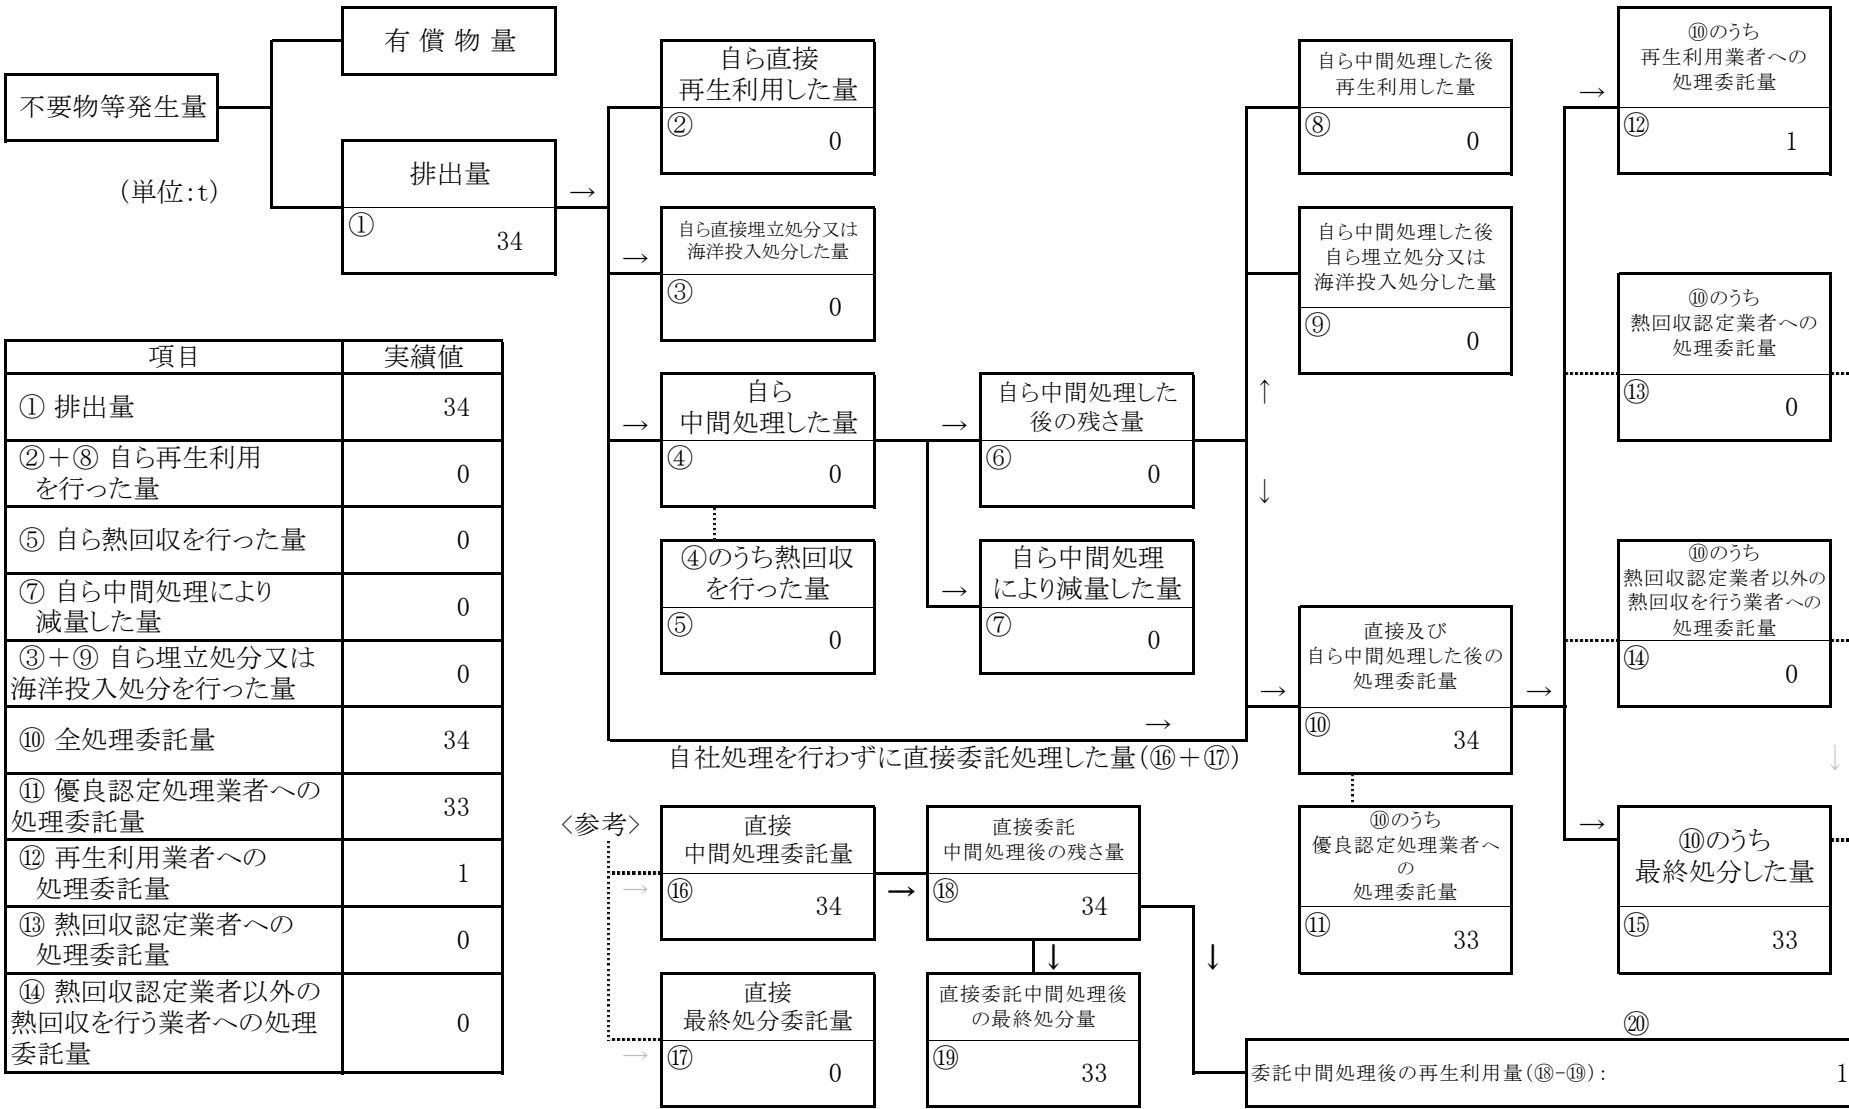 不要物等発生量
(単位:t)
有 償 物 量
排出量
①
34
→
自ら直接
再生利用した量
②
0
→
自ら直接埋立処分又は
海洋投入処分した量
③
0
→
自ら
中間処理した量
④
0
④のうち熱回収
を行った量
⑤
0
→
自ら中間処理した
後の残さ量
⑥
0
→
自ら中間処理
により減量した量
⑦
0
→
自社処理を行わずに直接委託処理した量(⑯+⑰)
↑
↓
自ら中間処理した後
再生利用した量
⑧
0
自ら中間処理した後
自ら埋立処分又は
海洋投入処分した量
⑨
0
→
直接及び
自ら中間処理した後の
処理委託量
⑩
34
⑩のうち
優良認定処理業者へ
の
処理委託量
⑪
33
→
→
⑩のうち
再生利用業者への
処理委託量
⑫
1
⑩のうち
熱回収認定業者への
処理委託量
⑬
0
⑩のうち
熱回収認定業者以外の
熱回収を行う業者への
処理委託量
⑭
0
↓
→
⑩のうち
最終処分した量
⑮
33
項目 実績値
① 排出量 34
②+⑧ 自ら再生利用
を行った量 0
⑤ 自ら熱回収を行った量 0
⑦ 自ら中間処理により
減量した量 0
③+⑨ 自ら埋立処分又は
海洋投入処分を行った量 0
⑩ 全処理委託量 34
⑪ 優良認定処理業者への
処理委託量 33
⑫ 再生利用業者への
処理委託量 1
⑬ 熱回収認定業者への
処理委託量 0
⑭ 熱回収認定業者以外の
熱回収を行う業者への処理
委託量 0
<参考>
→
直接
中間処理委託量
⑯
34
→
直接委託
中間処理後の残さ量
⑱
34
↓
↓
→
直接
最終処分委託量
⑰
0
直接委託中間処理後
の最終処分量
⑲
33
⑳
委託中間処理後の再生利用量(⑱-⑲): 1